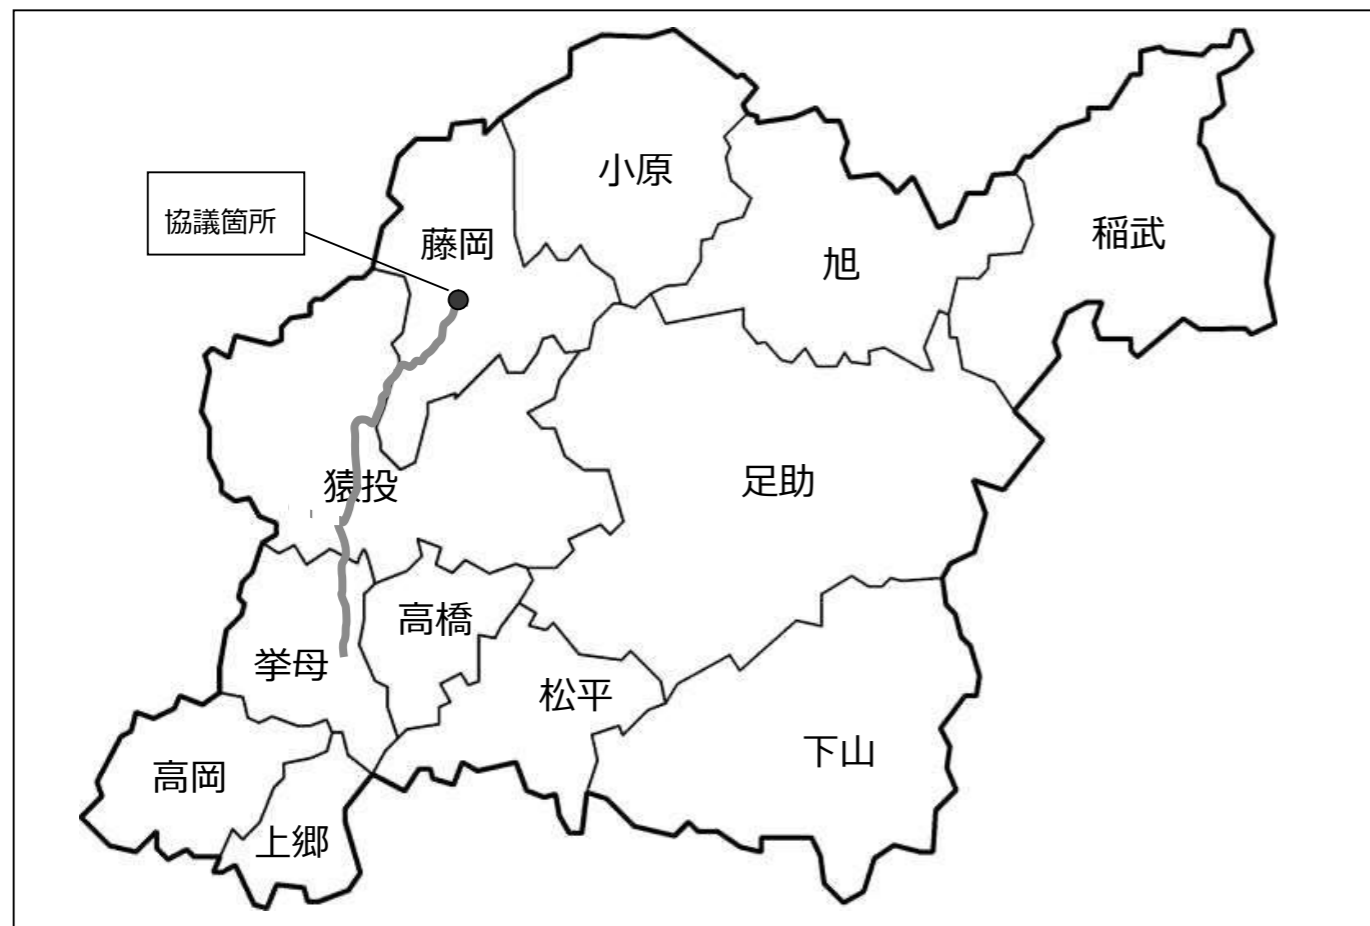 小原
協議箇所
藤岡
稲武
旭
猿投
足助
高橋
挙母
松平
下山
高岡
上郷